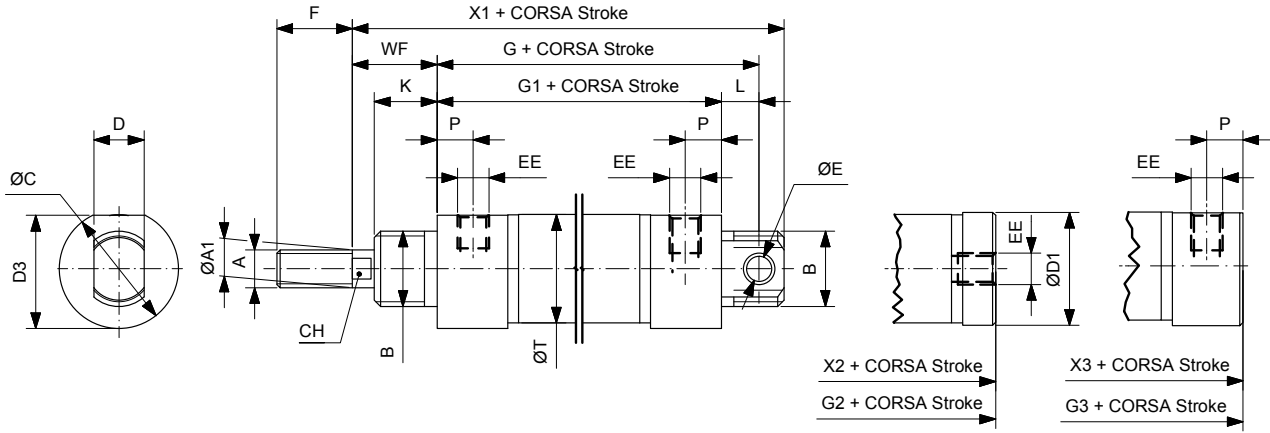 F
X1 + CORSA Stroke
WF
G + CORSA Stroke
K
G1 + CORSA Stroke
L
D
P
P
P
EE
EE
ØE
EE
ØC
D3
ØA1
A
B
EE
ØD1
CH
B
ØT
X2 + CORSA Stroke
X3 + CORSA Stroke
G2 + CORSA Stroke
G3 + CORSA Stroke